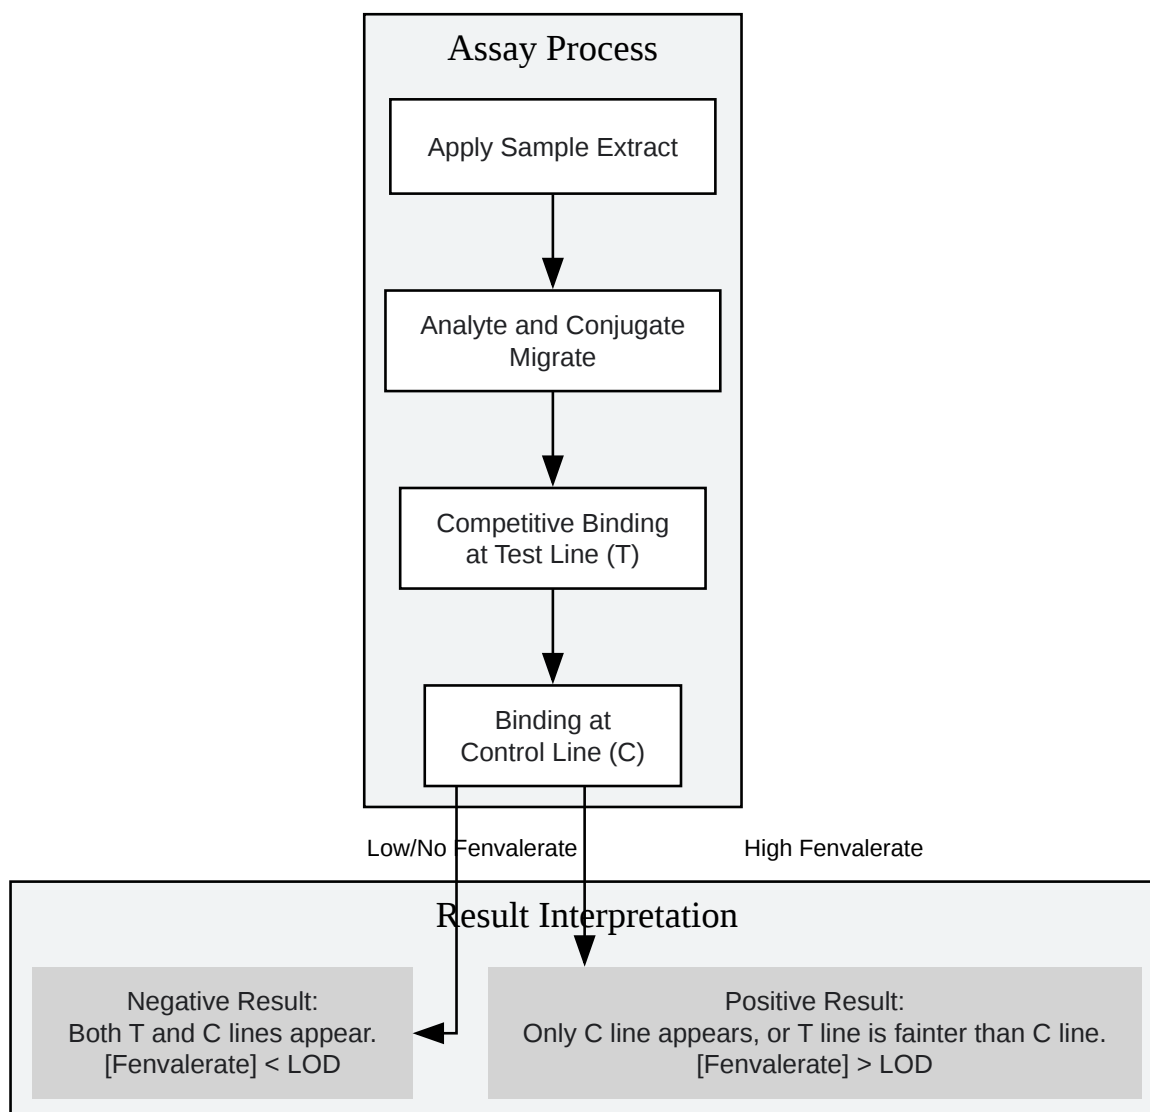 Assay Process
Apply Sample Extract
Analyte and Conjugate
Migrate
Competitive Binding
at Test Line (T)
Binding at
Control Line (C)
Low/No Fenvalerate
High Fenvalerate
Result Interpretation
Negative Result:
Both T and C lines appear.
[Fenvalerate] < LOD
Positive Result:
Only C line appears, or T line is fainter than C line.
[Fenvalerate] > LOD